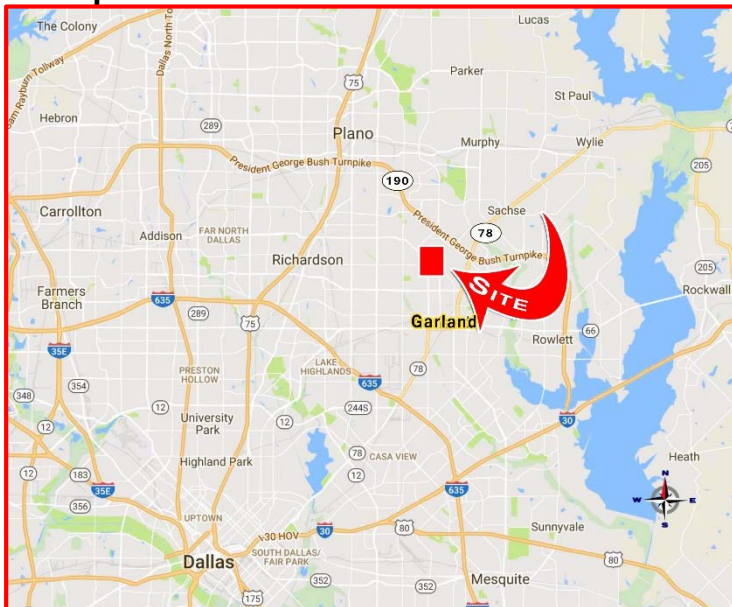 The Colony
Dallas North To
Lucas
Sam Rayburn Tollway
75
Parker
St Paul
Hebron
289
Plano
Murphy
Wylie
President George Bush Turnpike
190
205
Carrollton
Addison
FAR NORTH
DALLAS
Sachse
78
President George
Bush Turnpike
Richardson
SITE
205
Farmers
Branch
635
289
75
Garland
Rockwall
Rowlett
66
35E
PRESTON
HOLLOW
LAKE
HIGHLANDS
635
78
354
348
12
12
University
Park
244S
30
78
CASA VIEW
12
Highland Park
Heath
12
183
35E
635
N
W
E
S
356
UPTOWN
I-30 HOV
30
80
Sunnyvale
Dallas
SOUTH DALLAS/
FAIR PARK
80
352
352
Mesquite
175
635